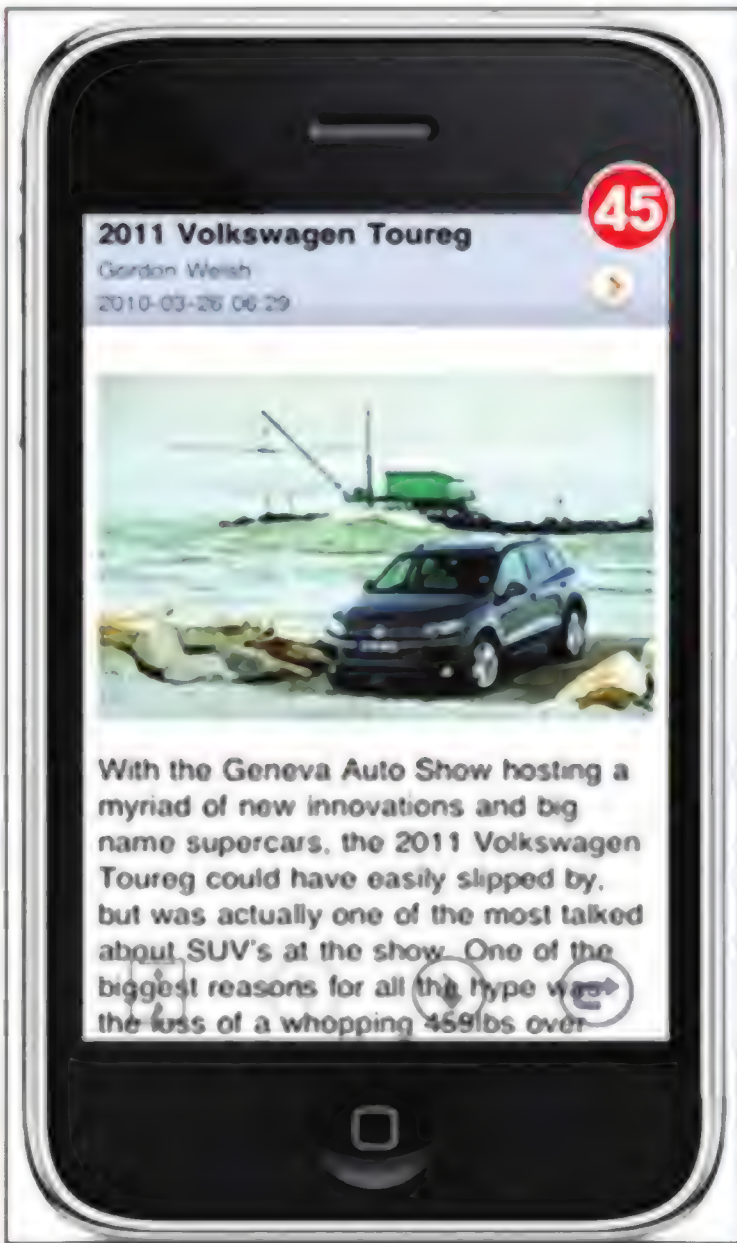 45
2011 Volkswagen Toureg
Gordon Welsh
2010-03-26 06:29
With the Geneva Auto Show hosting a
myriad of new innovations and big
name supercars, the 2011 Volkswagen
Toureg could have easily slipped by,
but was actually one of the most talked
about SUV's at the show. One of the
biggest reasons for all the hype was
the loss of a whopping 459lbs over